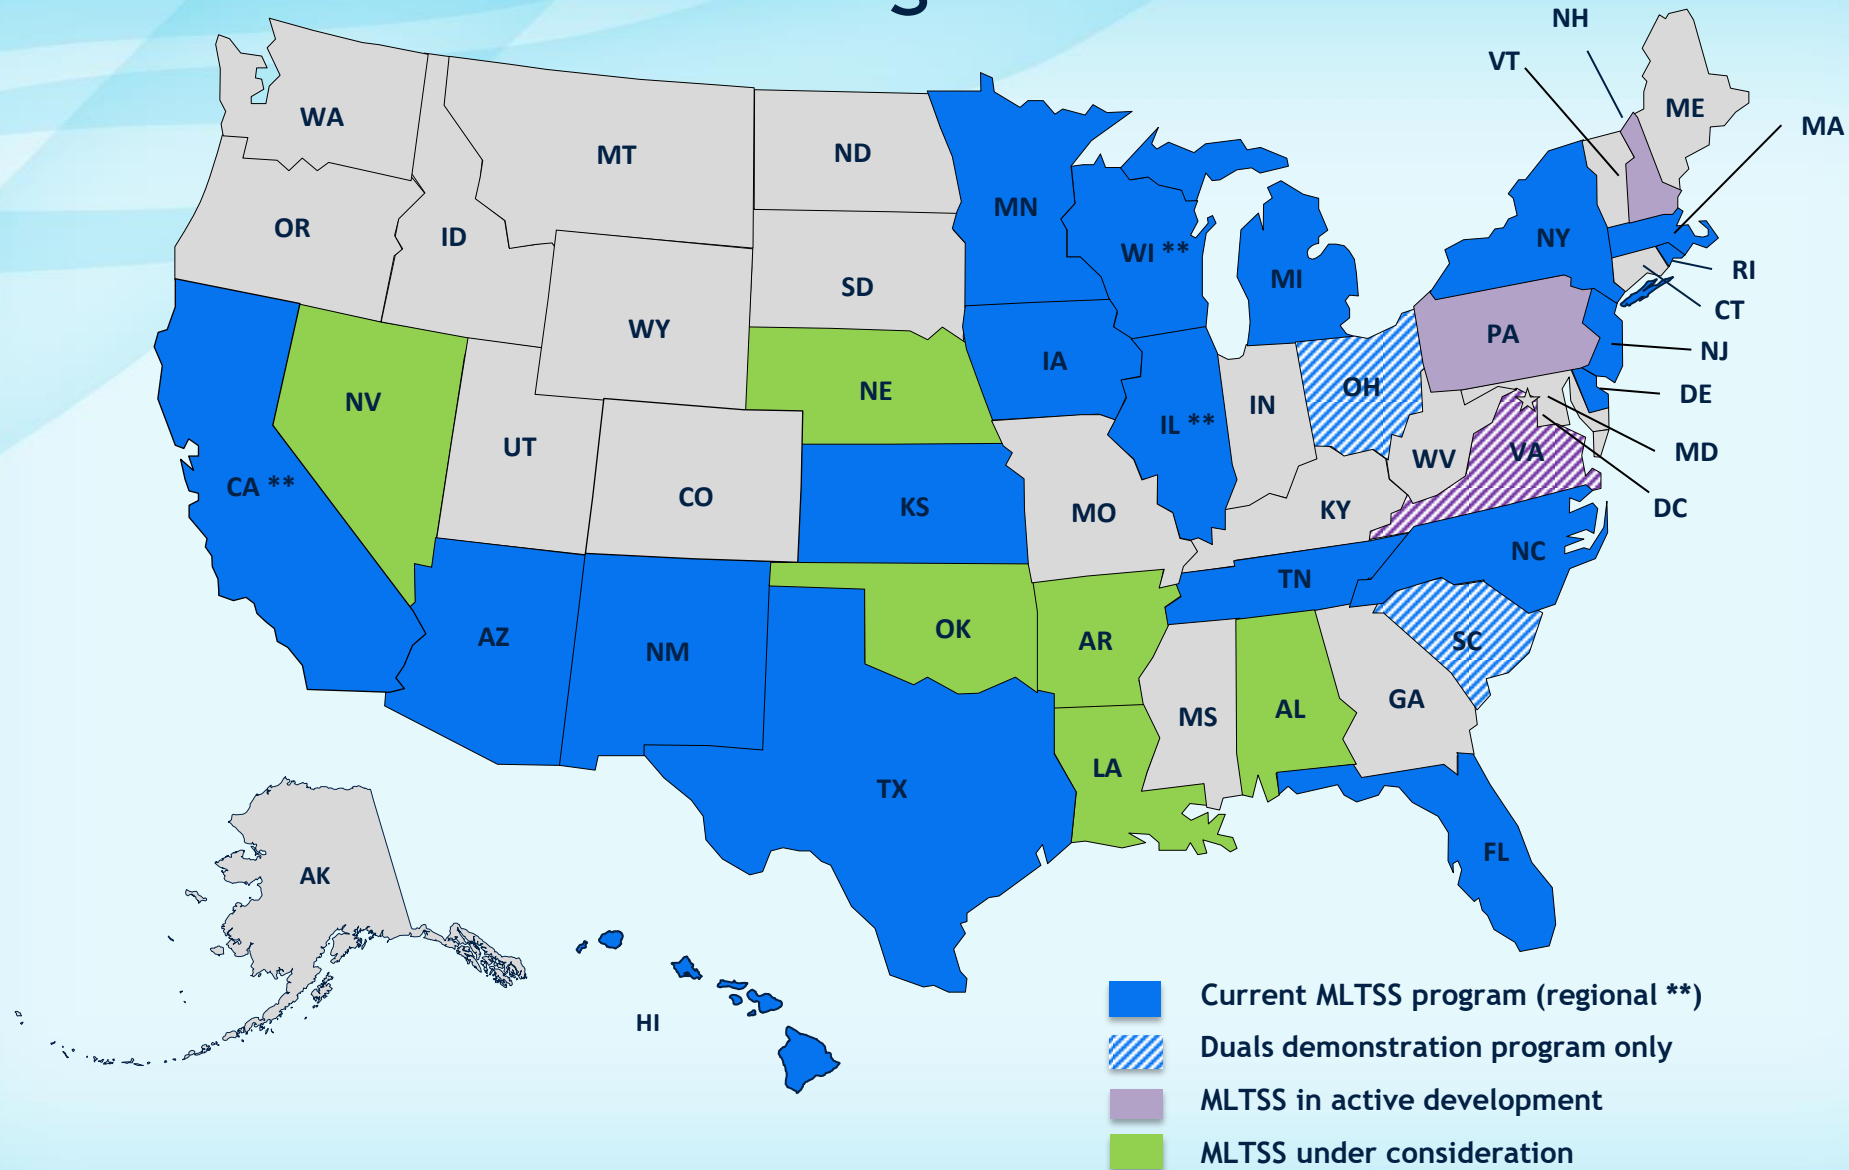 NH
VT
ME
MA
WA
MT
ND
MN
OR
ID
WI **
NY
MI
RI
SD
CT
WY
PA
NJ
IA
OH
NE
DE
NV
IN
IL **
UT
WV
VA
MD
CA **
CO
KS
MO
KY
DC
NC
TN
AZ
NM
OK
AR
SC
MS
AL
GA
LA
TX
FL
AK
HI
Current MLTSS program (regional **)
Duals demonstration program only
MLTSS in active development
MLTSS under consideration